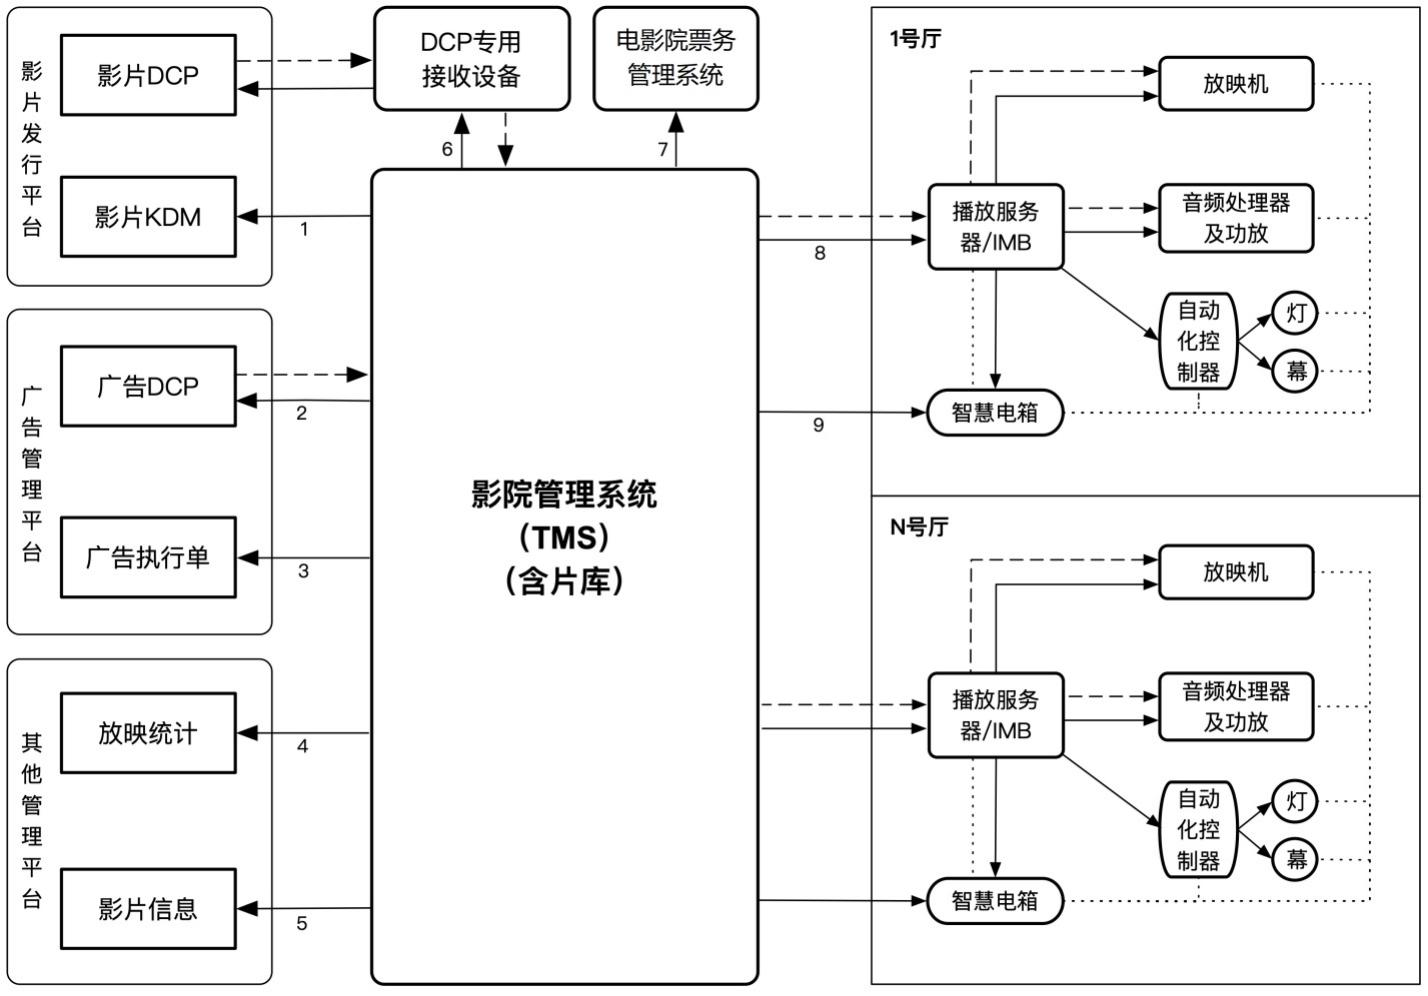 影片发行平台
影片DCP
影片KDM
DCP专用
接收设备
电影院票务
管理系统
6
7
1
广告管理平台
广告DCP
2
广告执行单
3
其他管理平台
放映统计
4
影片信息
5
影院管理系统
（TMS）
（含片库）
8
9
1号厅
放映机
播放服务
器/IMB
音频处理器
及功放
自动
化控
制器
灯
幕
智慧电箱
N号厅
放映机
播放服务
器/IMB
音频处理器
及功放
自动
化控
制器
灯
幕
智慧电箱